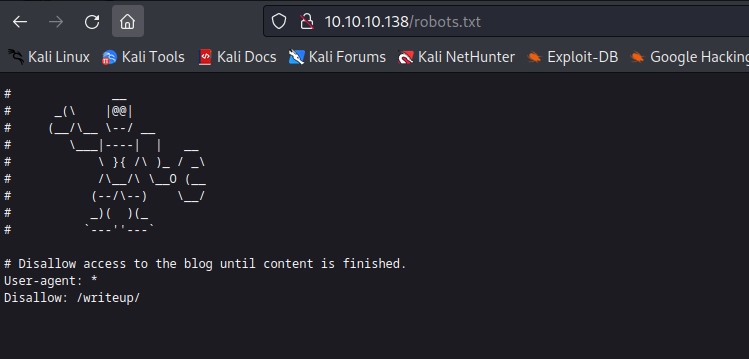 10.10.10.138/robots.txt
Kali Linux Kali Tools Kali Docs Kali Forums Kali NetHunter Exploit-DB Google Hacking
#              __
#      _(\    |@@|
#     (__/\__ \--/ __
#        \___|----|  |   __
#            \ }{ /\ )_ / _\
#            /\__/\ \__O (__
#           (--/\--)    \__/
#           _)(  )(_
#          `---''---`
# Disallow access to the blog until content is finished.
User-agent: *
Disallow: /writeup/